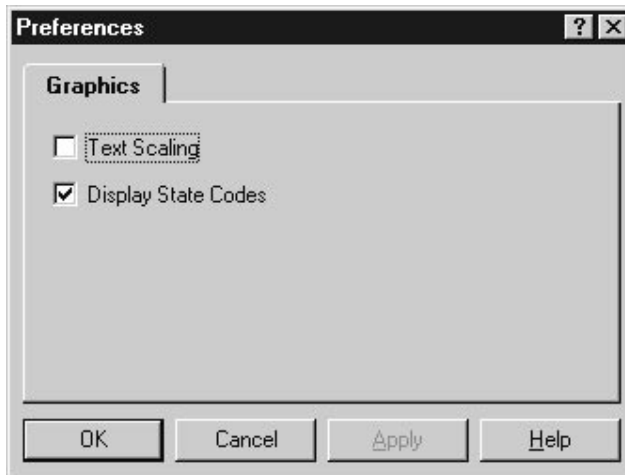 Preferences
Graphics
Text Scaling
Display State Codes
OK Cancel Apply Help